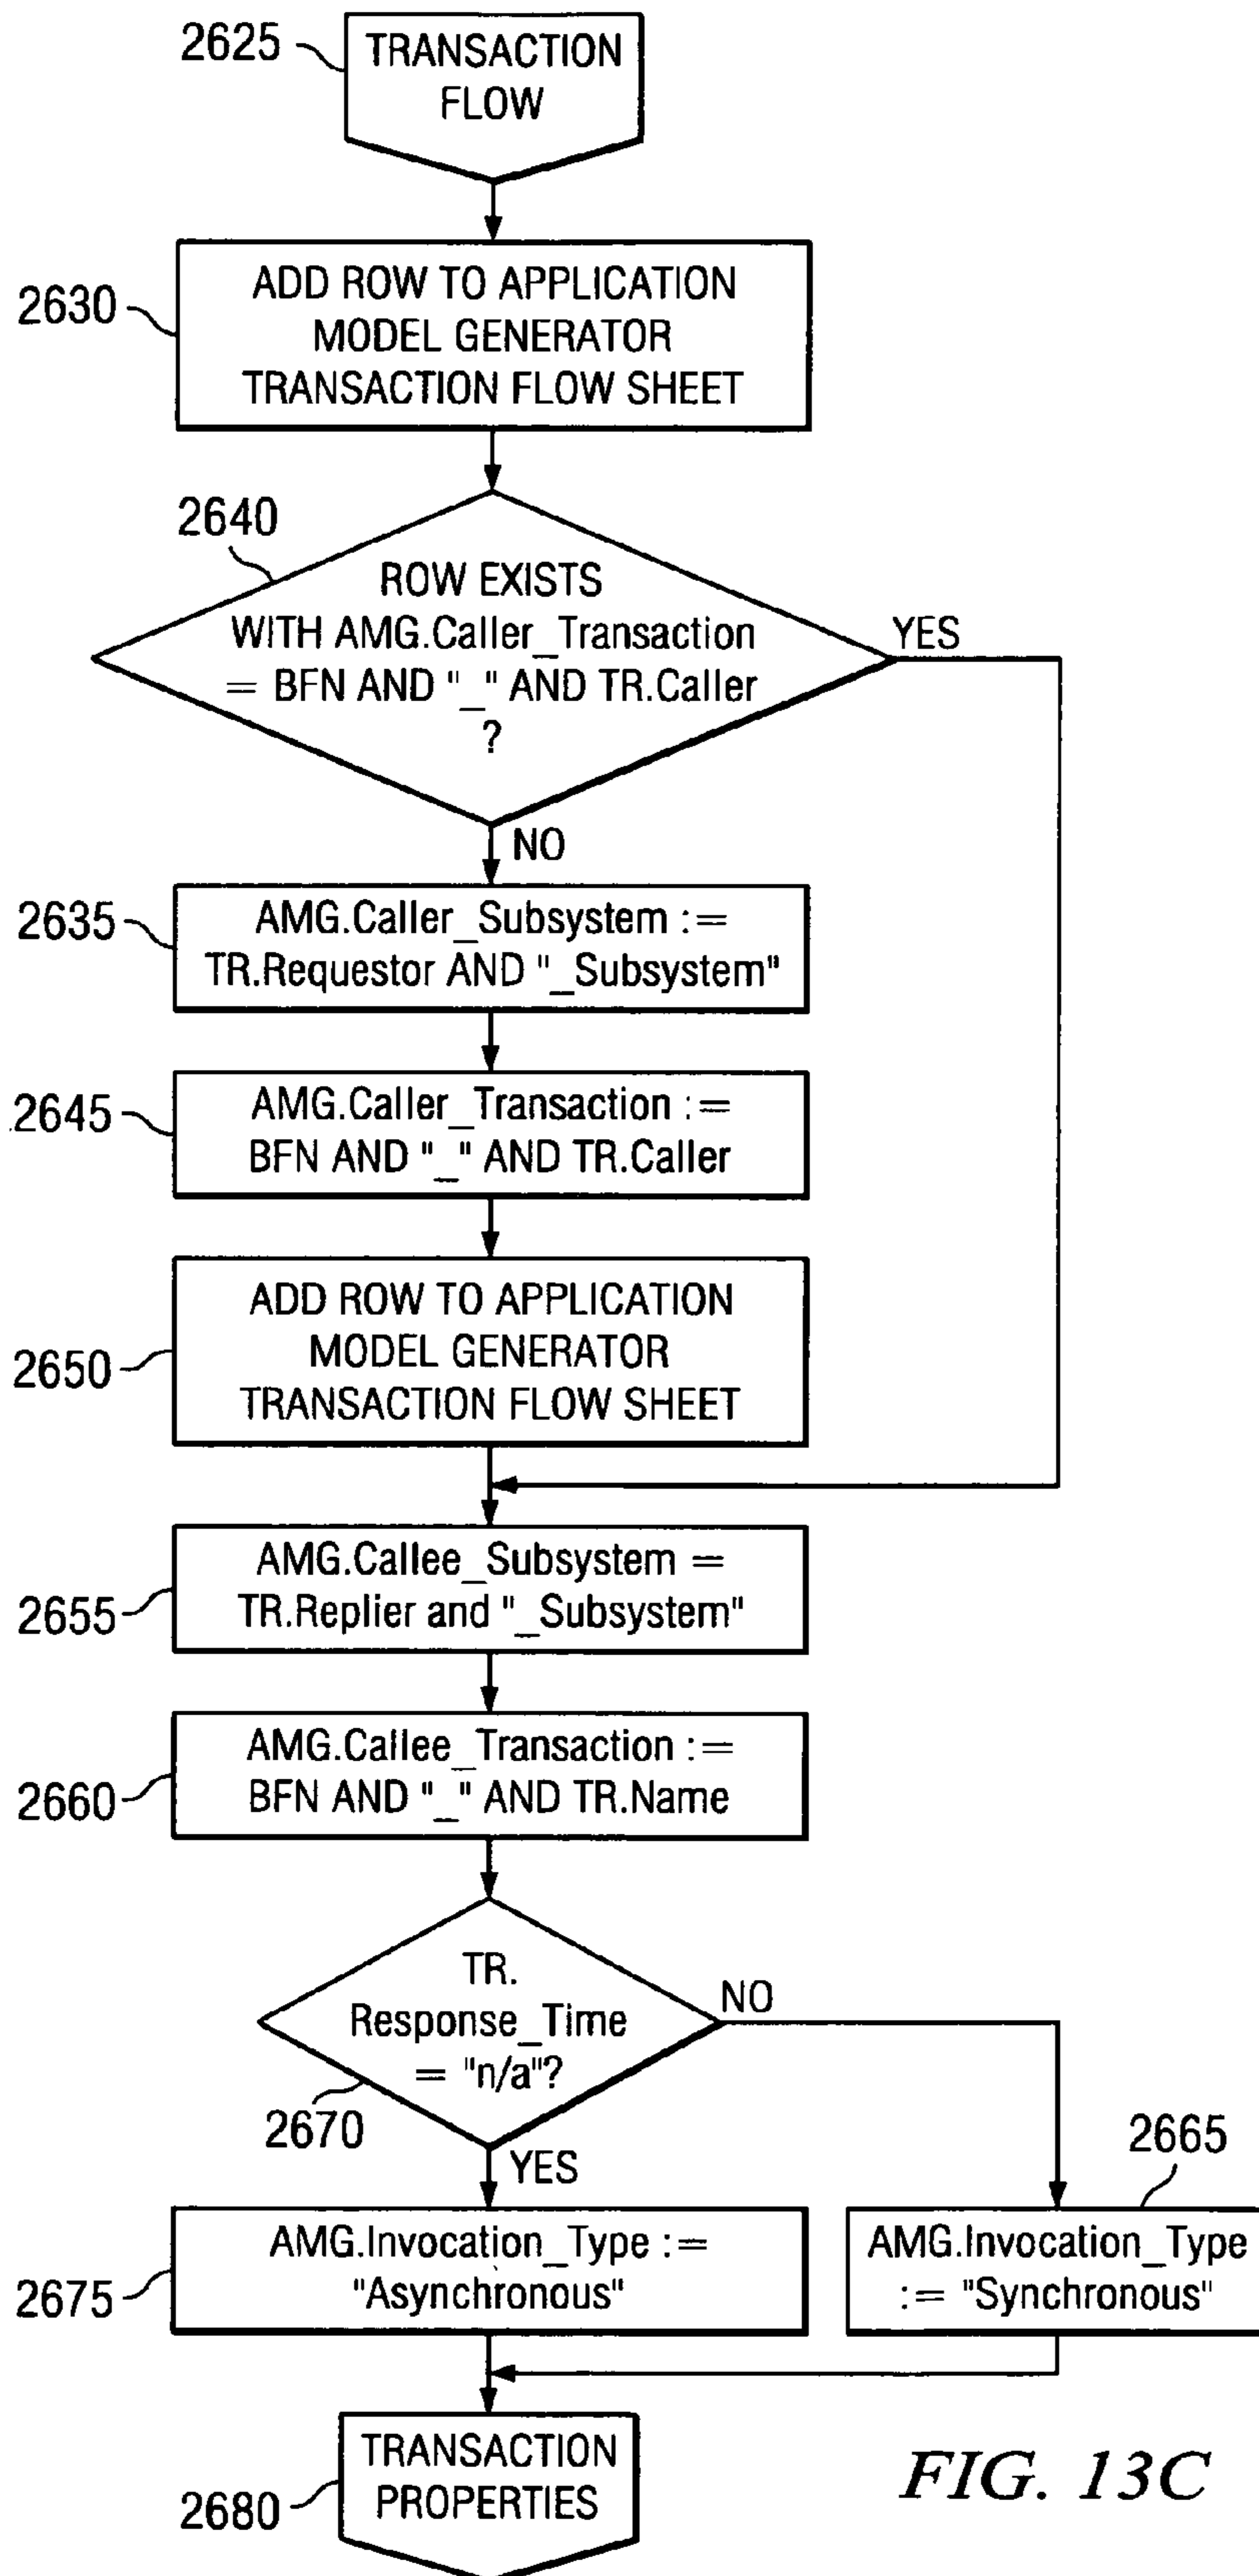 2625
TRANSACTION
FLOW
2630
ADD ROW TO APPLICATION
MODEL GENERATOR
TRANSACTION FLOW SHEET
2640
ROW EXISTS
WITH AMG.Caller_Transaction
= BFN AND "_" AND TR.Caller
?
YES
NO
2635
AMG.Caller_Subsystem :=
TR.Requestor AND "_Subsystem"
2645
AMG.Caller_Transaction :=
BFN AND "_" AND TR.Caller
2650
ADD ROW TO APPLICATION
MODEL GENERATOR
TRANSACTION FLOW SHEET
2655
AMG.Callee_Subsystem =
TR.Replier and "_Subsystem"
2660
AMG.Callee_Transaction :=
BFN AND "_" AND TR.Name
TR.
Response_Time
= "n/a"?
NO
2670
YES
2665
2675
AMG.Invocation_Type :=
"Asynchronous"
AMG.Invocation_Type
:= "Synchronous"
2680
TRANSACTION
PROPERTIES
FIG. 13C